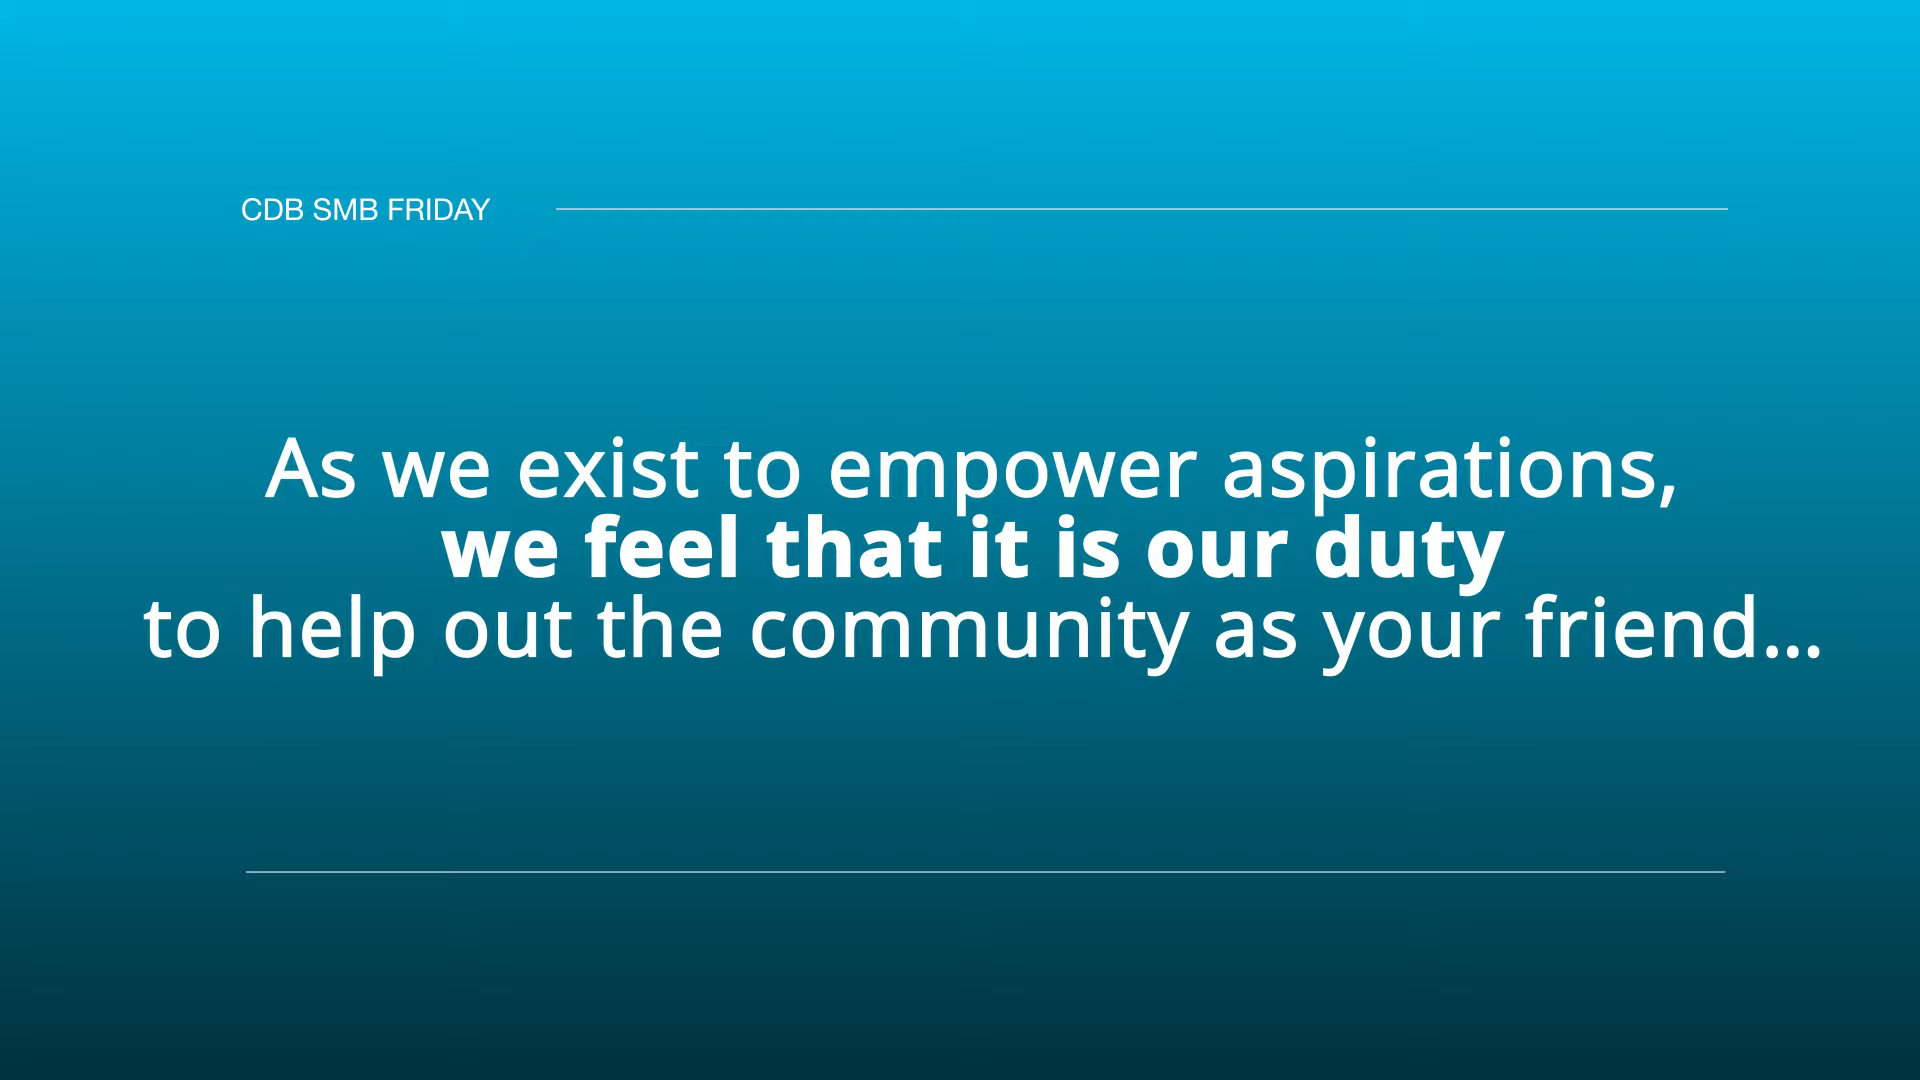 CDB SMB FRIDAY
As we exist to empower aspirations,
we feel that it is our duty
to help out the community as your friend...